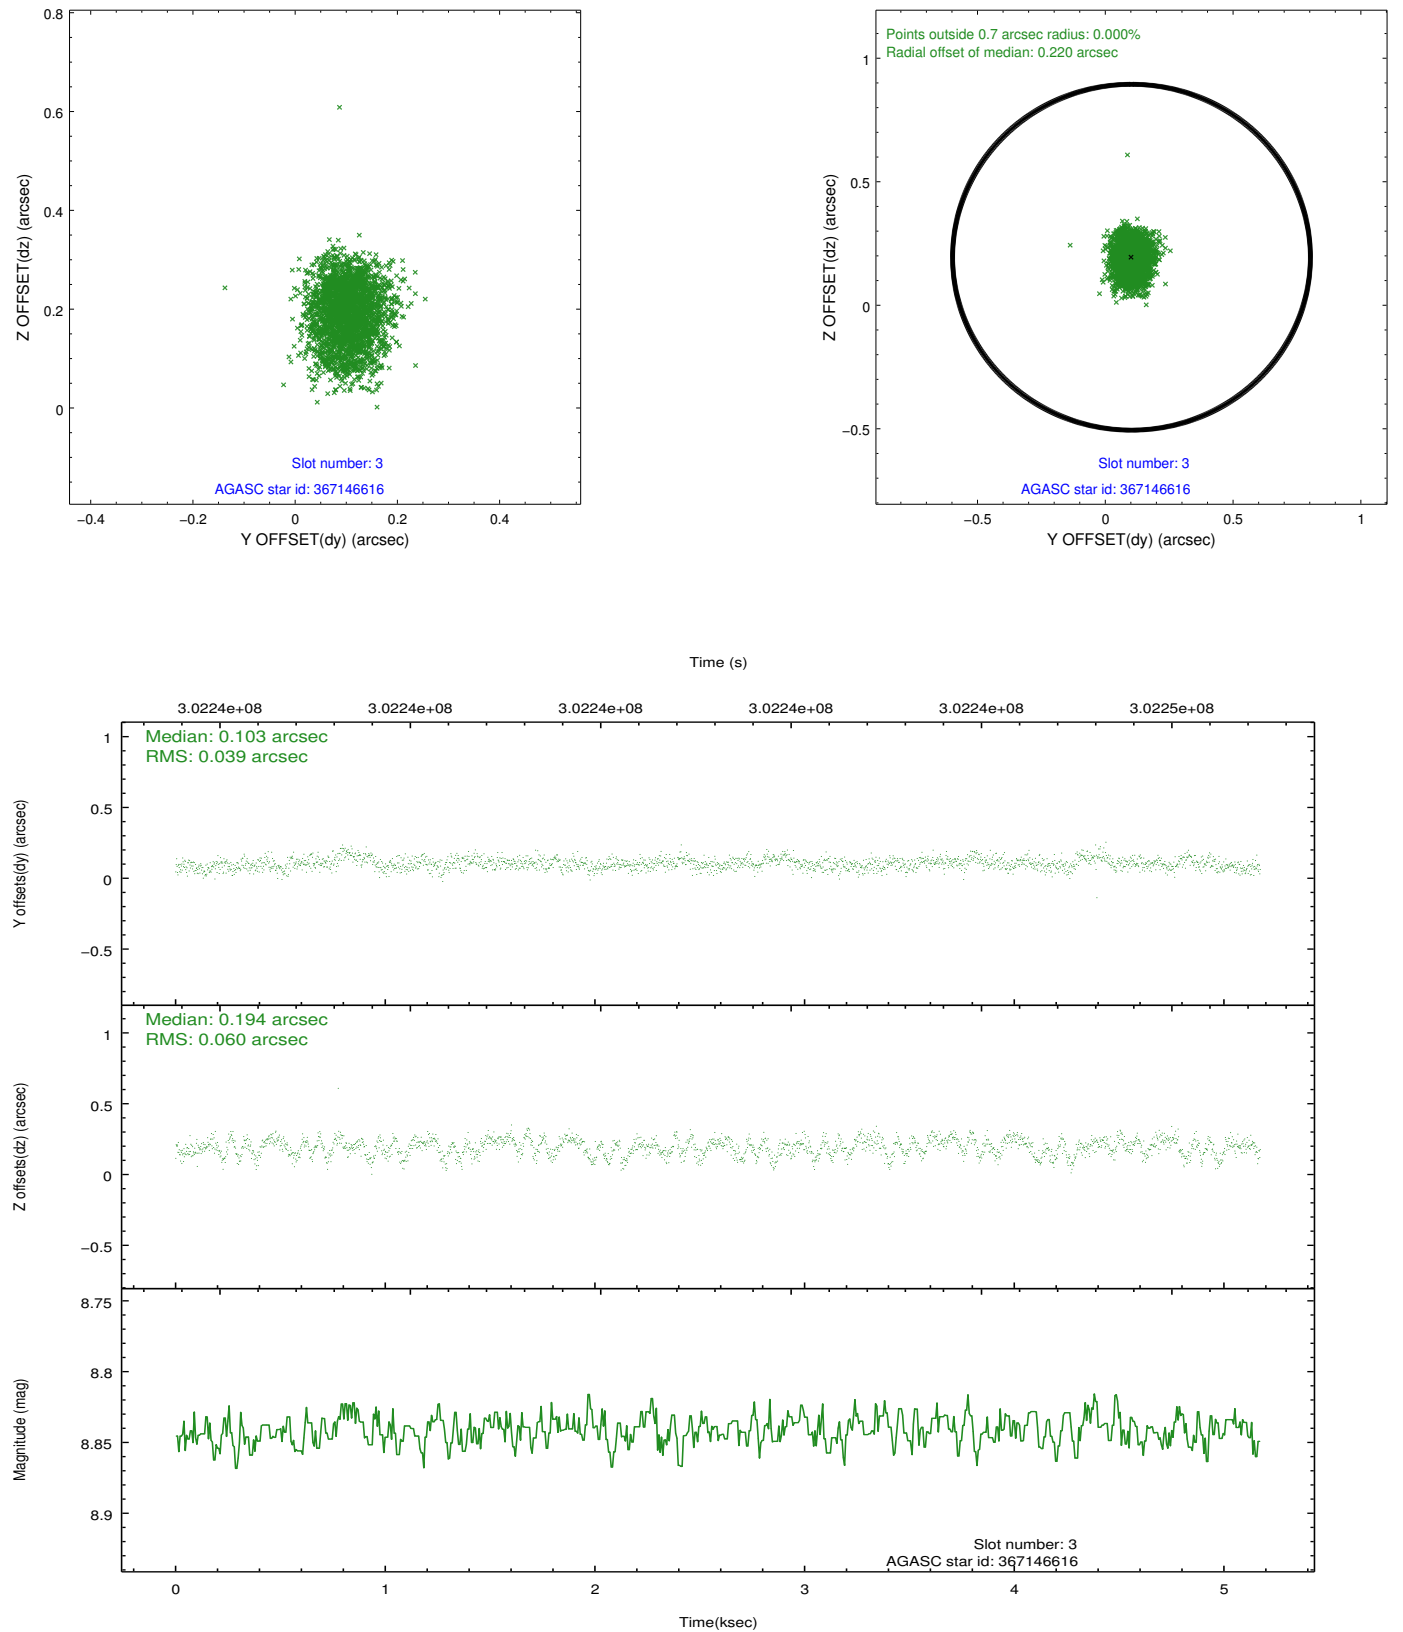 0.8
0.6
0.4
0.2
0
Z OFFSET(dz) (arcsec)
Slot number: 3
AGASC star id: 367146616
−0.4 −0.2 0 0.2 0.4
Y OFFSET(dy) (arcsec)
Points outside 0.7 arcsec radius: 0.000%
Radial offset of median: 0.220 arcsec
1
0.5
0
−0.5
Z OFFSET(dz) (arcsec)
Slot number: 3
AGASC star id: 367146616
−0.5 0 0.5 1
Y OFFSET(dy) (arcsec)
Time (s)
3.0224e+08 3.0224e+08 3.0224e+08 3.0224e+08 3.0224e+08 3.0225e+08
Median: 0.103 arcsec
RMS: 0.039 arcsec
1
0.5
0
−0.5
Y offsets(dy) (arcsec)
Median: 0.194 arcsec
RMS: 0.060 arcsec
1
0.5
0
−0.5
Z offsets(dz) (arcsec)
8.75
8.8
8.85
8.9
Magnitude (mag)
Slot number: 3
AGASC star id: 367146616
0 1 2 3 4 5
Time(ksec)